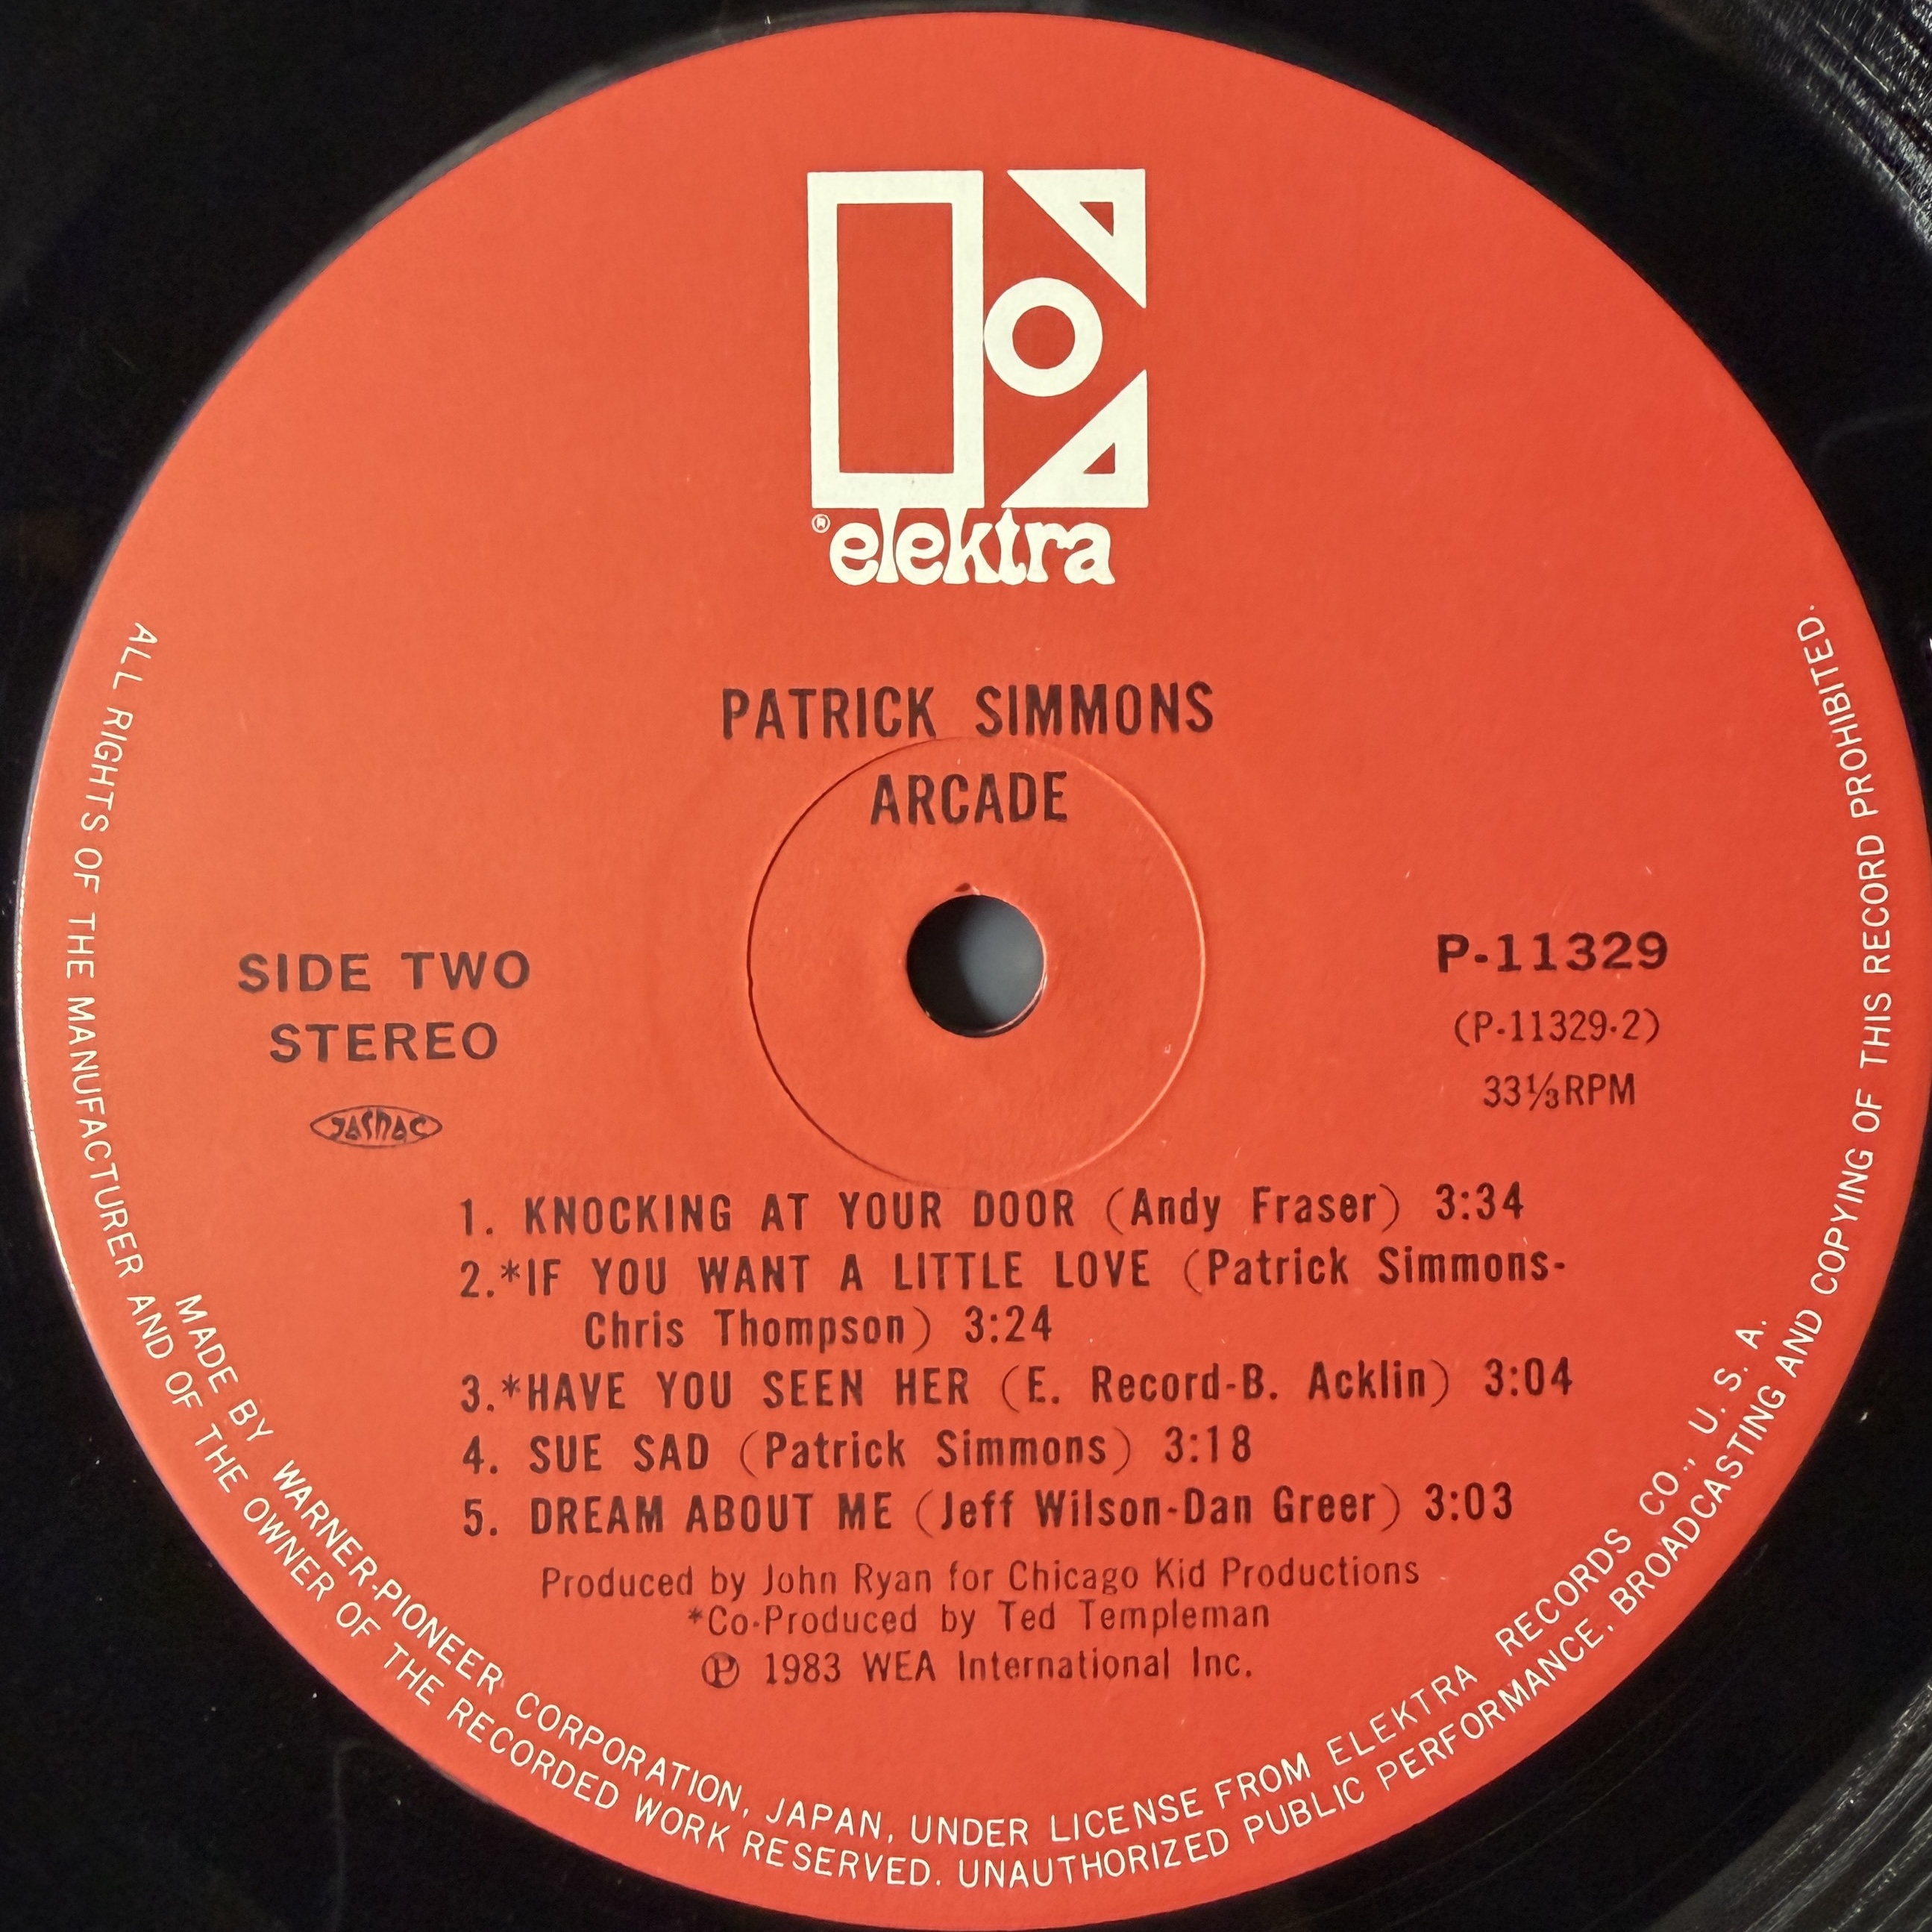 ® elektra
PATRICK SIMMONS
ARCADE
SIDE TWO
STEREO
JASRAC
P-11329
(P-11329-2)
33⅓RPM
1. KNOCKING AT YOUR DOOR (Andy Fraser) 3:34
2.*IF YOU WANT A LITTLE LOVE (Patrick Simmons-
Chris Thompson) 3:24
3.*HAVE YOU SEEN HER (E. Record-B. Acklin) 3:04
4. SUE SAD (Patrick Simmons) 3:18
5. DREAM ABOUT ME (Jeff Wilson-Dan Greer) 3:03
Produced by John Ryan for Chicago Kid Productions
*Co-Produced by Ted Templeman
Ⓟ 1983 WEA International Inc.
MADE BY WARNER-PIONEER CORPORATION, JAPAN, UNDER LICENSE FROM ELEKTRA RECORDS CO., U. S. A.
ALL RIGHTS OF THE MANUFACTURER AND OF THE OWNER OF THE RECORDED WORK RESERVED. UNAUTHORIZED PUBLIC PERFORMANCE, BROADCASTING AND COPYING OF THIS RECORD PROHIBITED.